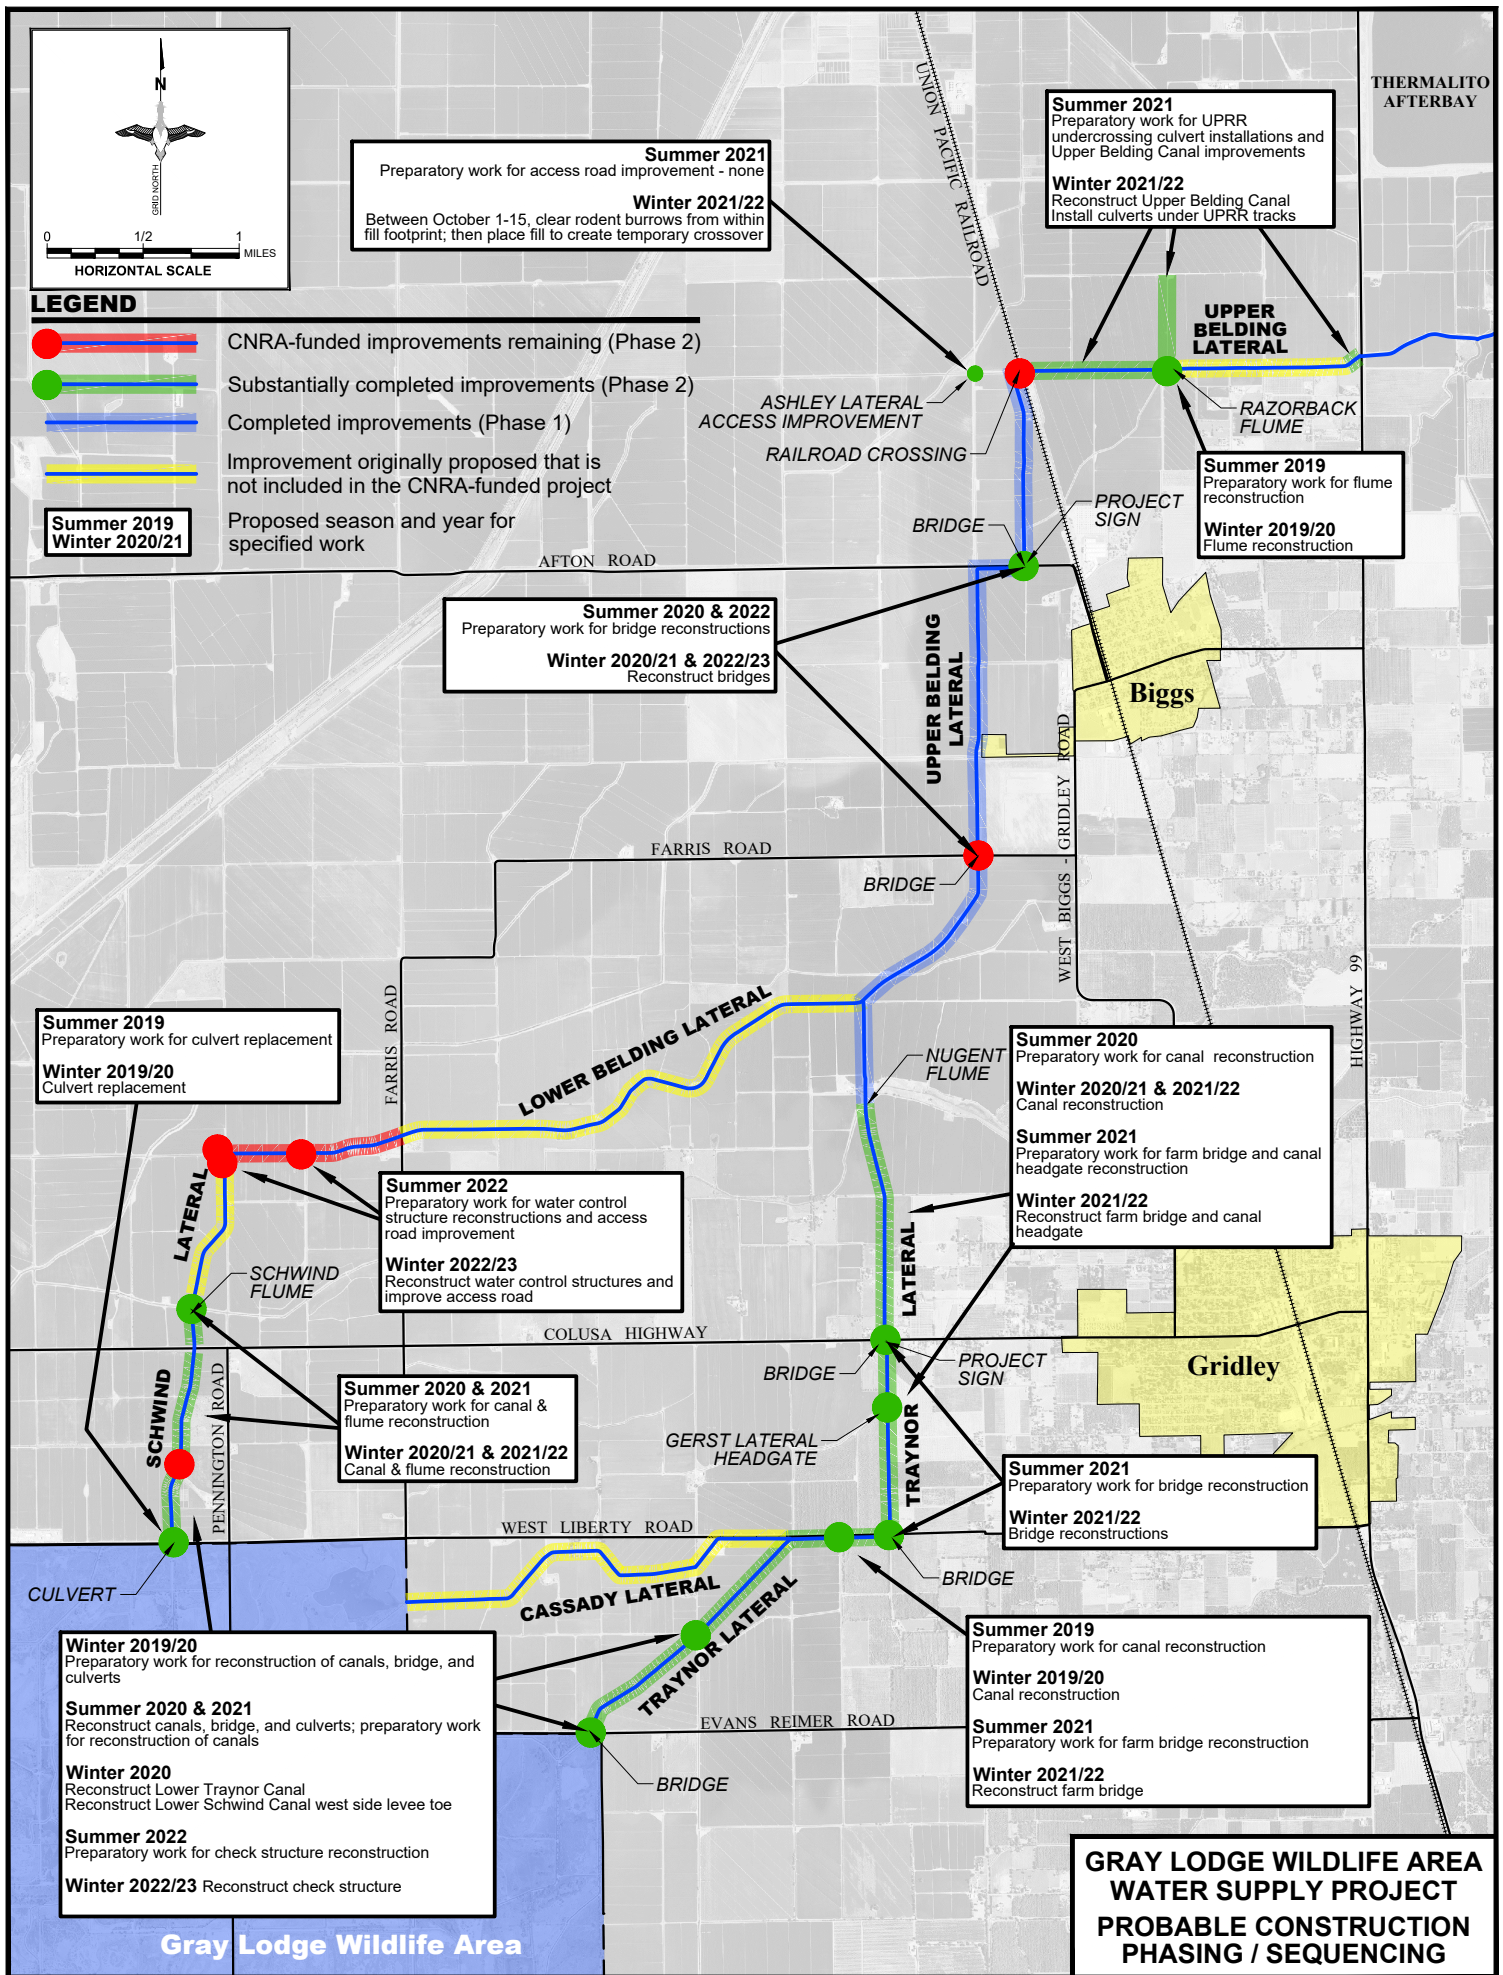 N
GRID NORTH
0 1/2 1
MILES
HORIZONTAL SCALE
LEGEND
CNRA-funded improvements remaining (Phase 2)
Substantially completed improvements (Phase 2)
Completed improvements (Phase 1)
Improvement originally proposed that is
not included in the CNRA-funded project
Summer 2019
Winter 2020/21
Proposed season and year for
specified work
Summer 2021
Preparatory work for access road improvement - none
Winter 2021/22
Between October 1-15, clear rodent burrows from within
fill footprint; then place fill to create temporary crossover
UNION PACIFIC RAILROAD
Summer 2021
Preparatory work for UPRR
undercrossing culvert installations and
Upper Belding Canal improvements
Winter 2021/22
Reconstruct Upper Belding Canal
Install culverts under UPRR tracks
THERMALITO
AFTERBAY
UPPER
BELDING
LATERAL
ASHLEY LATERAL
ACCESS IMPROVEMENT
RAILROAD CROSSING
RAZORBACK
FLUME
Summer 2019
Preparatory work for flume
reconstruction
Winter 2019/20
Flume reconstruction
BRIDGE
PROJECT
SIGN
AFTON ROAD
Summer 2020 & 2022
Preparatory work for bridge reconstructions
Winter 2020/21 & 2022/23
Reconstruct bridges
UPPER BELDING
LATERAL
Biggs
WEST BIGGS - GRIDLEY ROAD
FARRIS ROAD
BRIDGE
HIGHWAY 99
FARRIS ROAD
LOWER BELDING LATERAL
NUGENT
FLUME
Summer 2019
Preparatory work for culvert replacement
Winter 2019/20
Culvert replacement
Summer 2020
Preparatory work for canal reconstruction
Winter 2020/21 & 2021/22
Canal reconstruction
Summer 2021
Preparatory work for farm bridge and canal
headgate reconstruction
Winter 2021/22
Reconstruct farm bridge and canal
headgate
Summer 2022
Preparatory work for water control
structure reconstructions and access
road improvement
Winter 2022/23
Reconstruct water control structures and
improve access road
LATERAL
SCHWIND
FLUME
LATERAL
COLUSA HIGHWAY
BRIDGE
PROJECT
SIGN
Gridley
SCHWIND
PENNINGTON ROAD
Summer 2020 & 2021
Preparatory work for canal &
flume reconstruction
Winter 2020/21 & 2021/22
Canal & flume reconstruction
GERST LATERAL
HEADGATE
TRAYNOR
Summer 2021
Preparatory work for bridge reconstruction
Winter 2021/22
Bridge reconstructions
WEST LIBERTY ROAD
CULVERT
CASSADY LATERAL
BRIDGE
TRAYNOR LATERAL
Winter 2019/20
Preparatory work for reconstruction of canals, bridge, and
culverts
Summer 2020 & 2021
Reconstruct canals, bridge, and culverts; preparatory work
for reconstruction of canals
Winter 2020
Reconstruct Lower Traynor Canal
Reconstruct Lower Schwind Canal west side levee toe
Summer 2022
Preparatory work for check structure reconstruction
Winter 2022/23 Reconstruct check structure
Summer 2019
Preparatory work for canal reconstruction
Winter 2019/20
Canal reconstruction
Summer 2021
Preparatory work for farm bridge reconstruction
Winter 2021/22
Reconstruct farm bridge
EVANS REIMER ROAD
BRIDGE
Gray Lodge Wildlife Area
GRAY LODGE WILDLIFE AREA
WATER SUPPLY PROJECT
PROBABLE CONSTRUCTION
PHASING / SEQUENCING